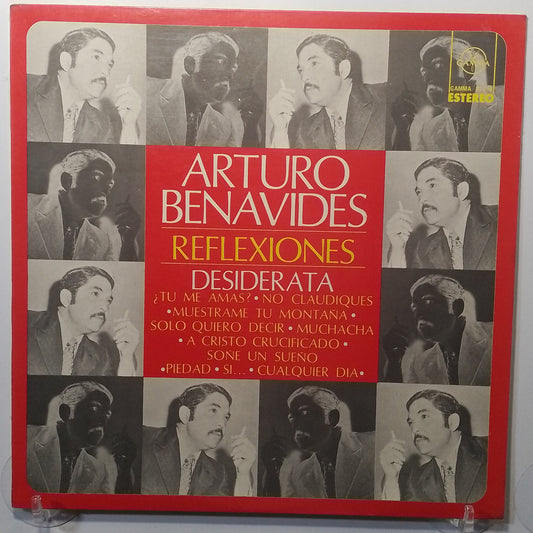 GAMMA
GAMMA
ESTEREO
ARTURO
BENAVIDES
REFLEXIONES
DESIDERATA
¿TU ME AMAS? • NO CLAUDIQUES
• MUESTRAME TU MONTAÑA •
SOLO QUIERO DECIR • MUCHACHA
• A CRISTO CRUCIFICADO •
SOÑE UN SUEÑO
• PIEDAD • SI... • CUALQUIER DIA •